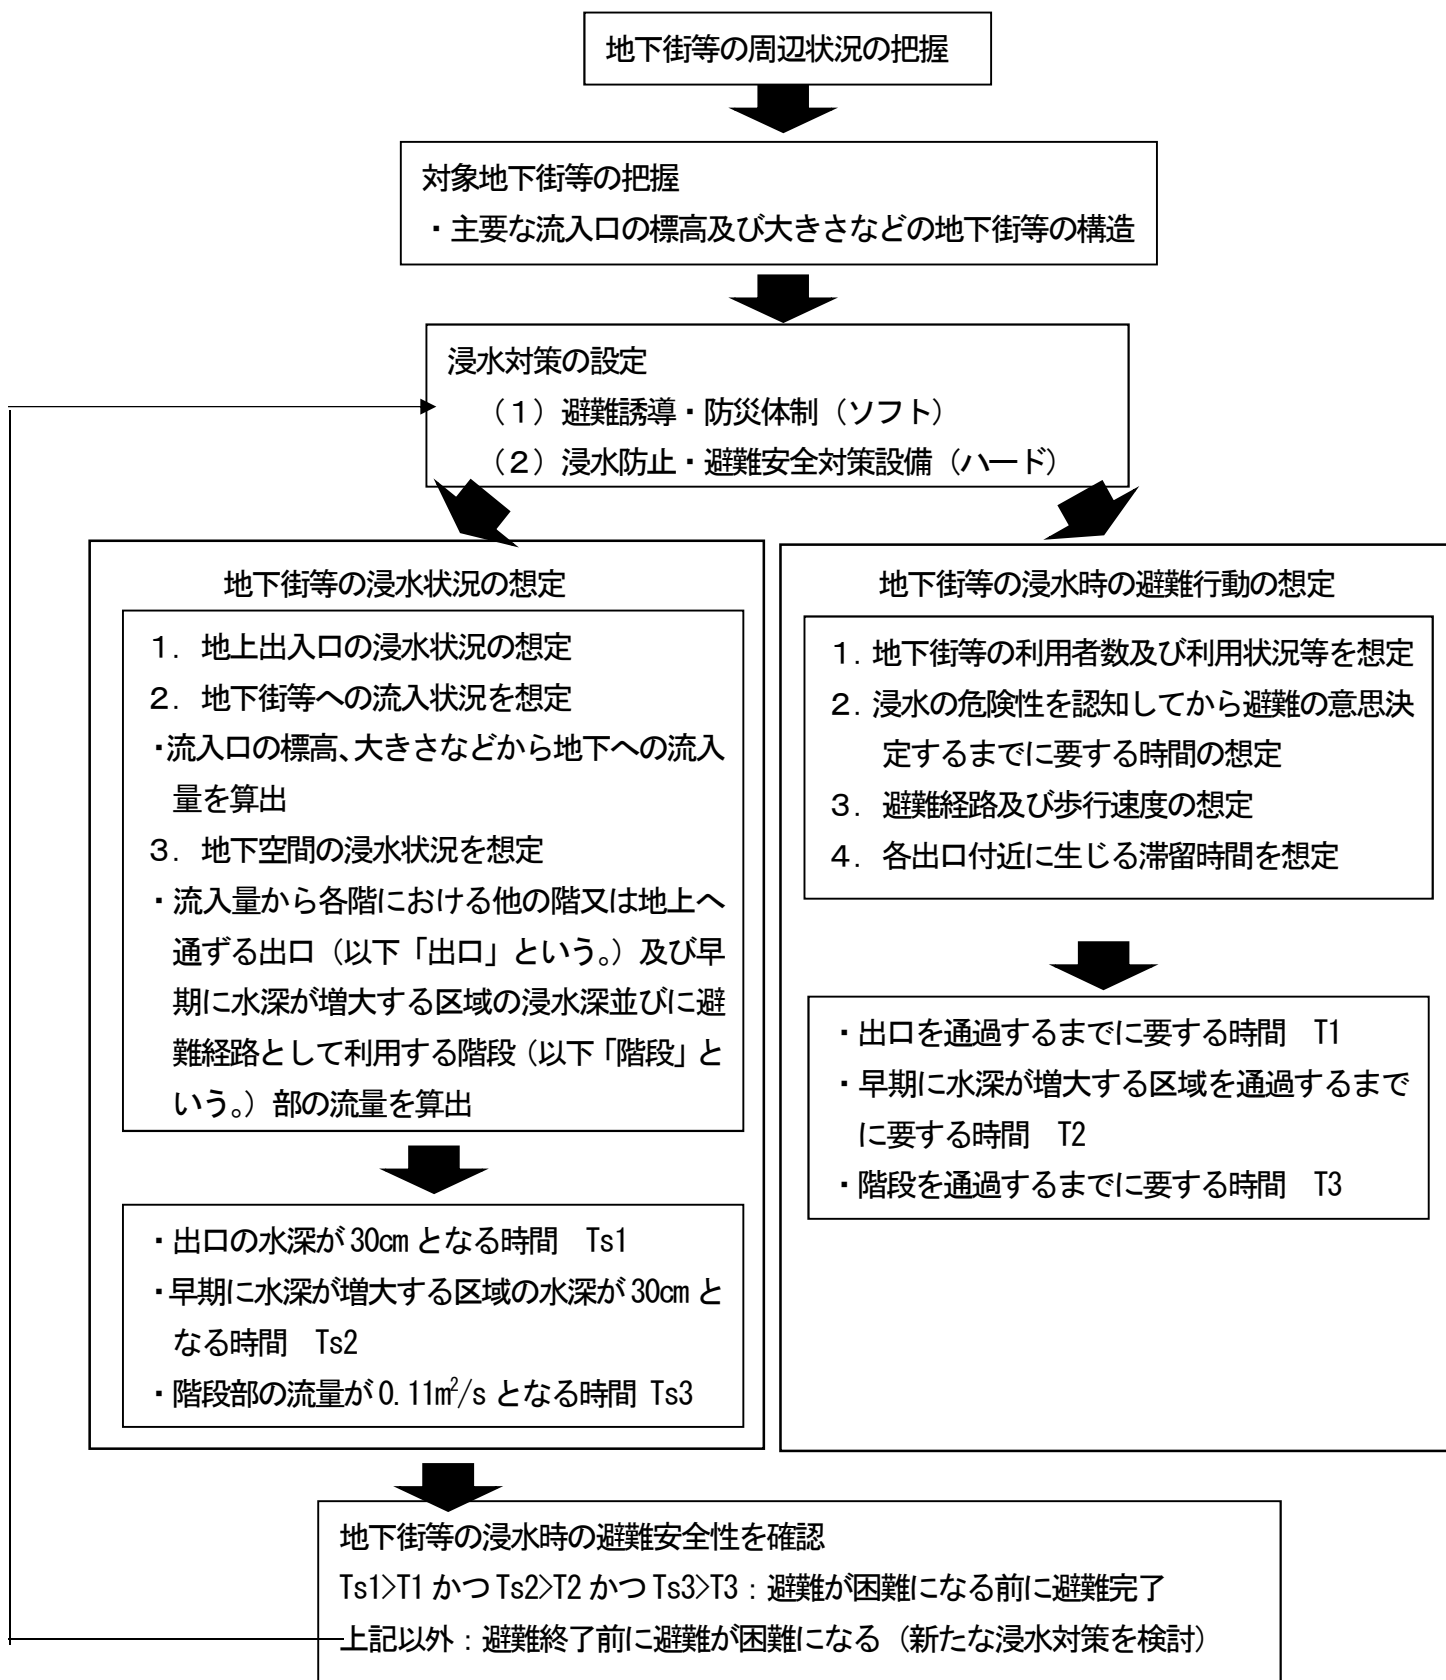 地下街等の周辺状況の把握
対象地下街等の把握
・主要な流入口の標高及び大きさなどの地下街等の構造
浸水対策の設定
（１）避難誘導・防災体制（ソフト）
（２）浸水防止・避難安全対策設備（ハード）
地下街等の浸水状況の想定
１．地上出入口の浸水状況の想定
２．地下街等への流入状況を想定
・流入口の標高、大きさなどから地下への流入
量を算出
３．地下空間の浸水状況を想定
・流入量から各階における他の階又は地上へ
通ずる出口（以下「出口」という。）及び早
期に水深が増大する区域の浸水深並びに避
難経路として利用する階段（以下「階段」と
いう。）部の流量を算出
・出口の水深が 30㎝となる時間　Ts1
・早期に水深が増大する区域の水深が 30㎝と
なる時間　Ts2
・階段部の流量が 0.11㎡/s となる時間 Ts3
地下街等の浸水時の避難行動の想定
１．地下街等の利用者数及び利用状況等を想定
２．浸水の危険性を認知してから避難の意思決
定するまでに要する時間の想定
３．避難経路及び歩行速度の想定
４．各出口付近に生じる滞留時間を想定
・出口を通過するまでに要する時間　T1
・早期に水深が増大する区域を通過するまで
に要する時間　T2
・階段を通過するまでに要する時間　T3
地下街等の浸水時の避難安全性を確認
Ts1>T1 かつ Ts2>T2 かつ Ts3>T3：避難が困難になる前に避難完了
上記以外：避難終了前に避難が困難になる（新たな浸水対策を検討）